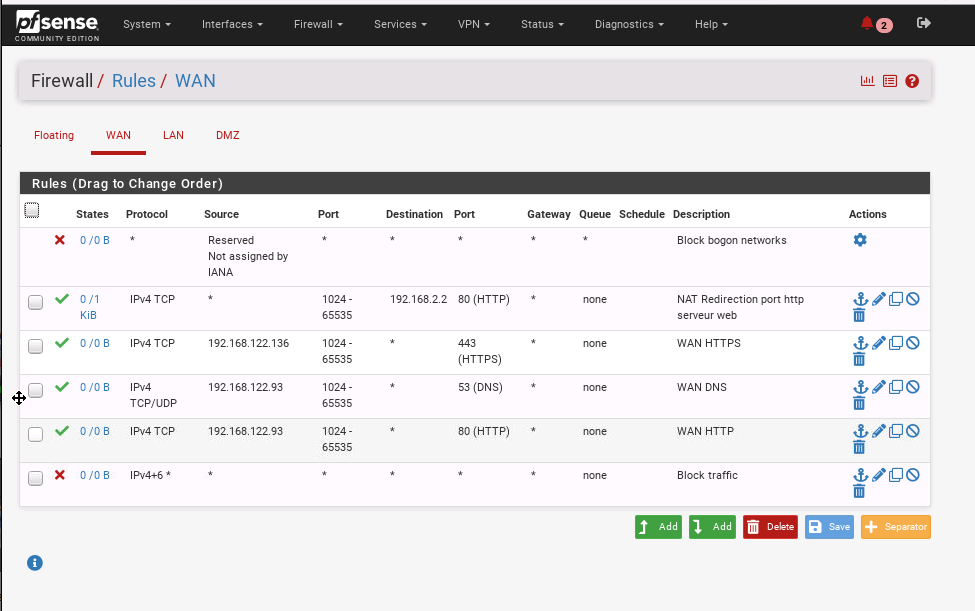 pfsense
COMMUNITY EDITION
System Interfaces Firewall Services VPN Status Diagnostics Help 2
Firewall / Rules / WAN
Floating WAN LAN DMZ
Rules (Drag to Change Order)
States Protocol Source Port Destination Port Gateway Queue Schedule Description Actions
0 /0 B * Reserved * * * * * Block bogon networks
Not assigned by
IANA
0 /1 IPv4 TCP * 1024 - 192.168.2.2 80 (HTTP) * none NAT Redirection port http
KiB 65535 serveur web
0 /0 B IPv4 TCP 192.168.122.136 1024 - * 443 * none WAN HTTPS
65535 (HTTPS)
0 /0 B IPv4 192.168.122.93 1024 - * 53 (DNS) * none WAN DNS
TCP/UDP 65535
0 /0 B IPv4 TCP 192.168.122.93 1024 - * 80 (HTTP) * none WAN HTTP
65535
0 /0 B IPv4+6 * * * * * * none Block traffic
Add Add Delete Save Separator